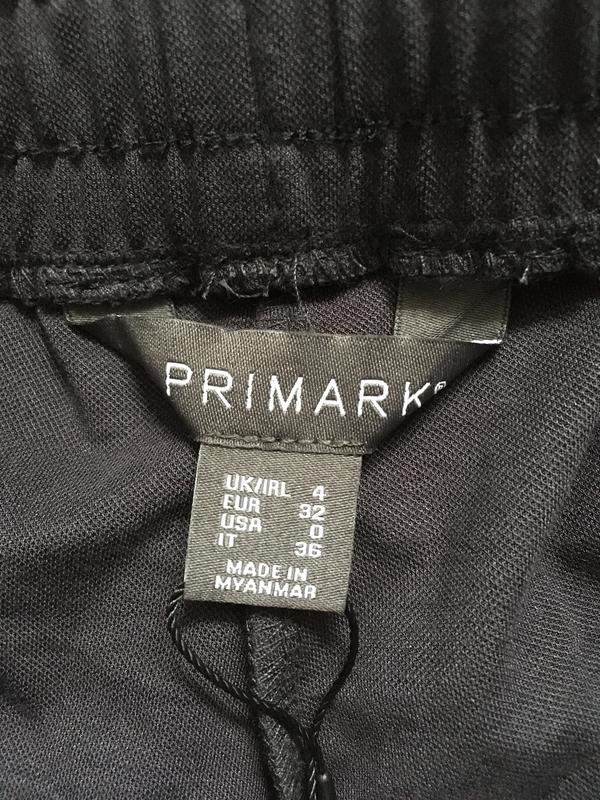 PRIMARK®
UK/IRL 4
EUR 32
USA 0
IT 36
MADE IN
MYANMAR